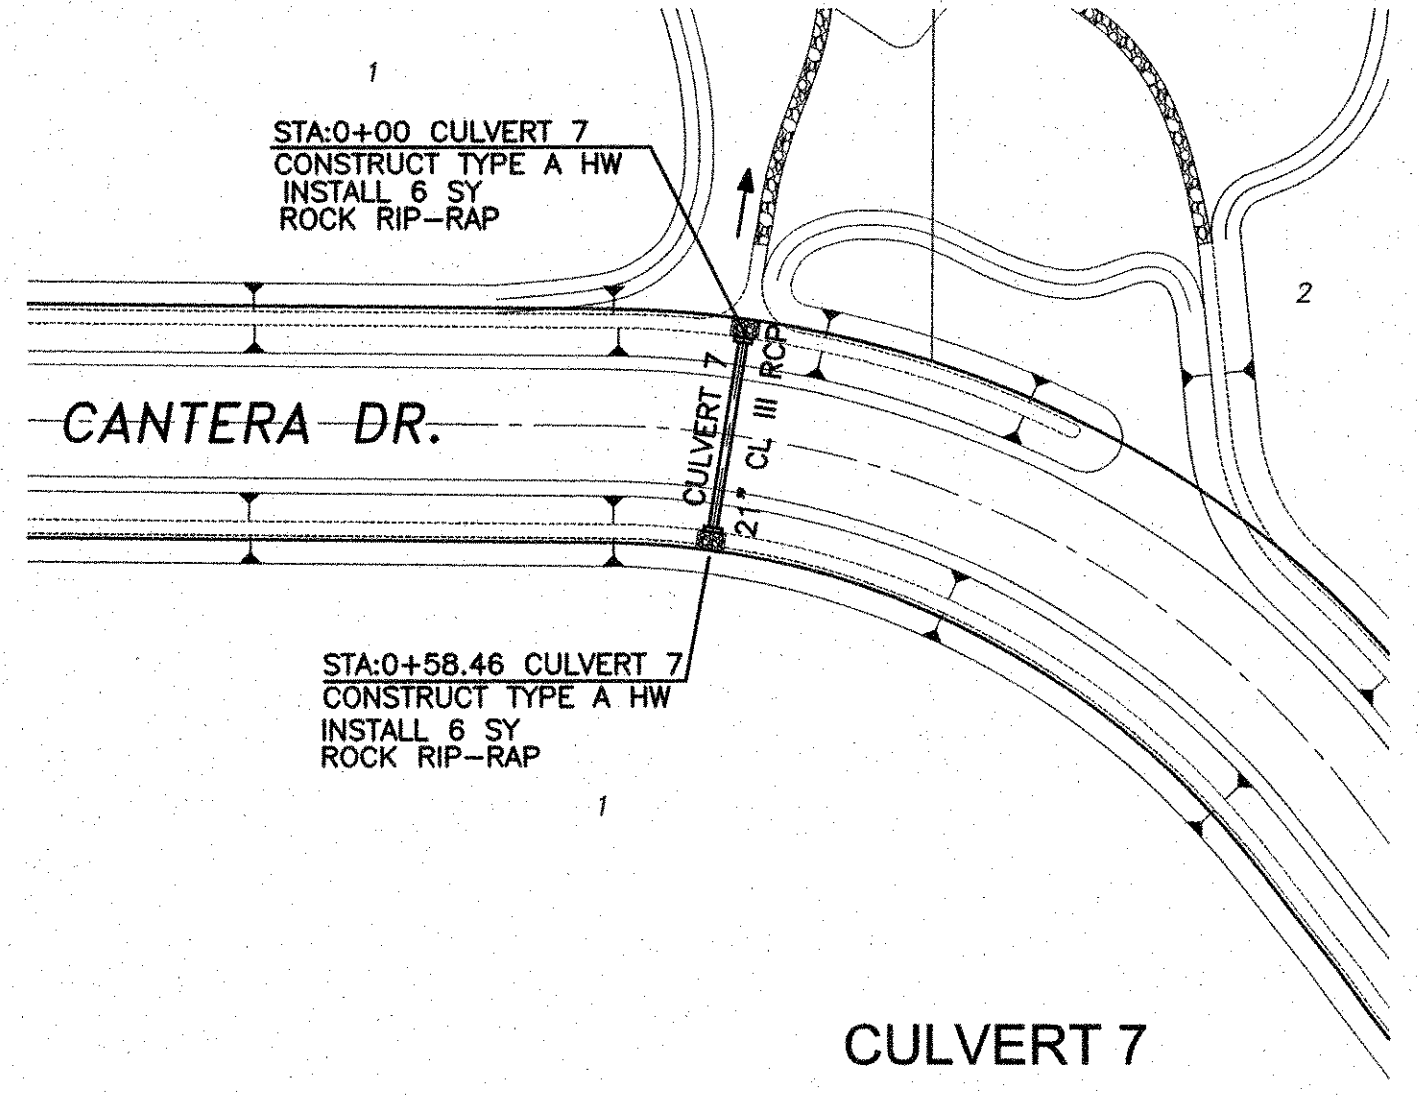 1
STA:0+00 CULVERT 7
CONSTRUCT TYPE A HW
INSTALL 6 SY
ROCK RIP-RAP
2
CANTERA DR.
CULVERT 7
21" CL III RCP
STA:0+58.46 CULVERT 7
CONSTRUCT TYPE A HW
INSTALL 6 SY
ROCK RIP-RAP
1
CULVERT 7